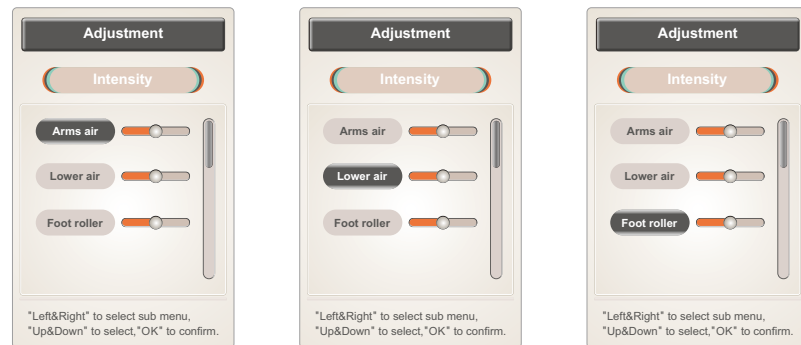 Adjustment
Intensity
Arms air
Lower air
Foot roller
"Left&Right" to select sub menu,
"Up&Down" to select,"OK" to confirm.
Adjustment
Intensity
Arms air
Lower air
Foot roller
"Left&Right" to select sub menu,
"Up&Down" to select,"OK" to confirm.
Adjustment
Intensity
Arms air
Lower air
Foot roller
"Left&Right" to select sub menu,
"Up&Down" to select,"OK" to confirm.